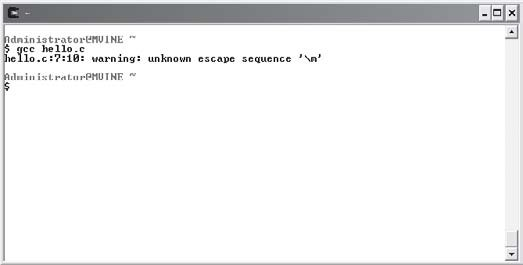 ~
Administrator@MVINE ~
$ gcc hello.c
hello.c:7:10: warning: unknown escape sequence '\m'
Administrator@MVINE ~
$